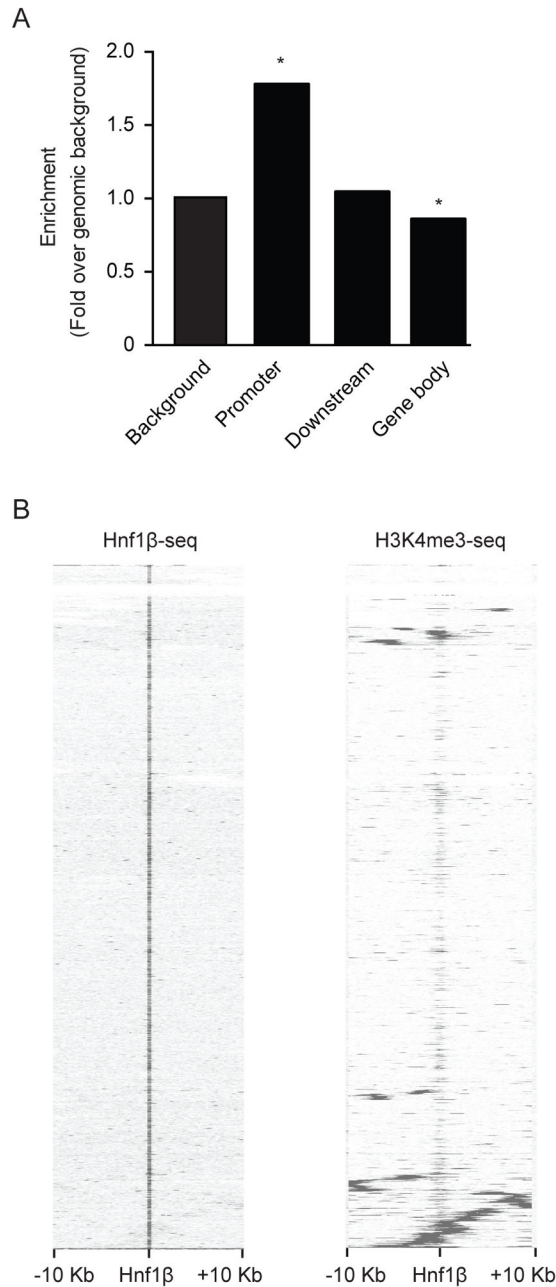 A
Enrichment
(Fold over genomic background)
2.0
1.5
1.0
0.5
0
*
*
Background
Promoter
Downstream
Gene body
B
Hnf1β-seq
H3K4me3-seq
-10 Kb Hnf1β +10 Kb
-10 Kb Hnf1β +10 Kb